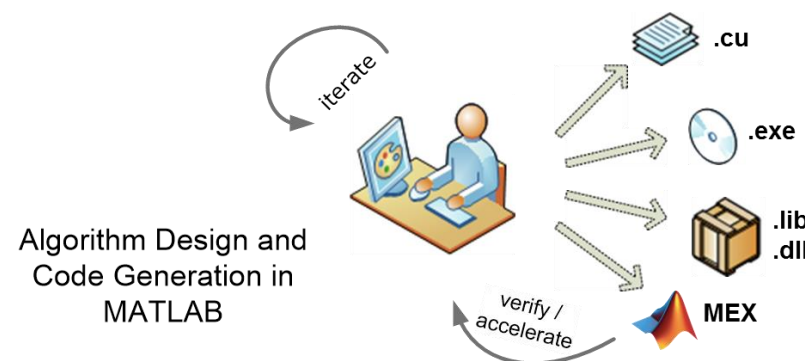 iterate
.cu
.exe
.lib
.dll
Algorithm Design and
Code Generation in
MATLAB
verify /
accelerate
MEX